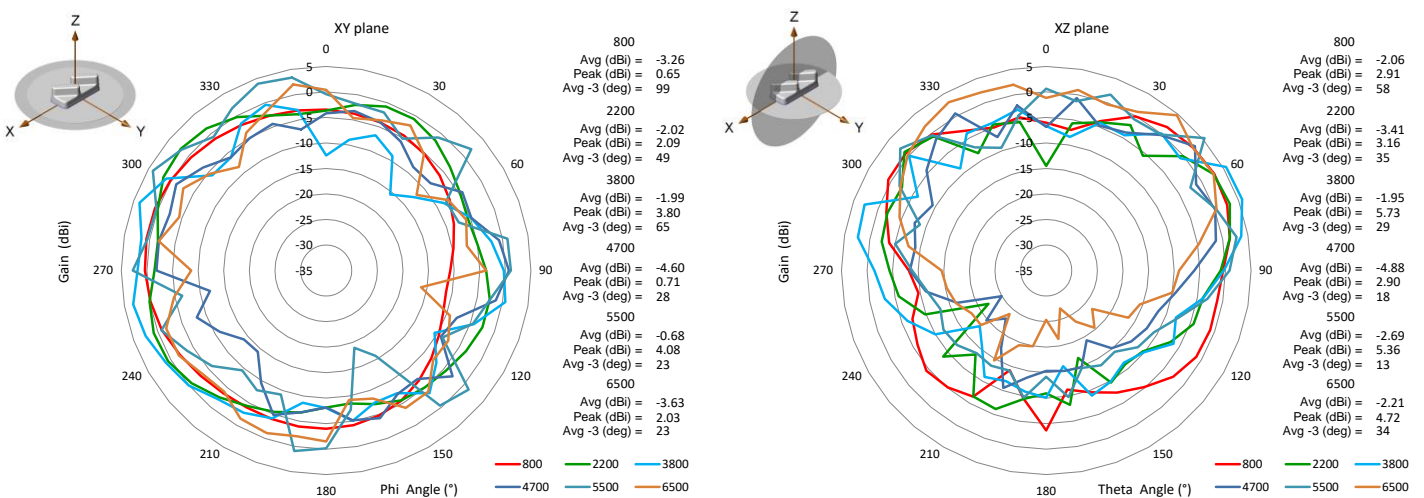 Z
X
Y
XY plane
Gain (dBi)
0
30
60
90
120
150
180
210
240
270
300
330
5
0
-5
-10
-15
-20
-25
-30
-35
Phi Angle (°)
800
Avg (dBi) = -3.26
Peak (dBi) = 0.65
Avg -3 (deg) = 99
2200
Avg (dBi) = -2.02
Peak (dBi) = 2.09
Avg -3 (deg) = 49
3800
Avg (dBi) = -1.99
Peak (dBi) = 3.80
Avg -3 (deg) = 65
4700
Avg (dBi) = -4.60
Peak (dBi) = 0.71
Avg -3 (deg) = 28
5500
Avg (dBi) = -0.68
Peak (dBi) = 4.08
Avg -3 (deg) = 23
6500
Avg (dBi) = -3.63
Peak (dBi) = 2.03
Avg -3 (deg) = 23
800 2200 3800
4700 5500 6500
Z
X
Y
XZ plane
Gain (dBi)
0
30
60
90
120
150
180
210
240
270
300
330
5
0
-5
-10
-15
-20
-25
-30
-35
Theta Angle (°)
800
Avg (dBi) = -2.06
Peak (dBi) = 2.91
Avg -3 (deg) = 58
2200
Avg (dBi) = -3.41
Peak (dBi) = 3.16
Avg -3 (deg) = 35
3800
Avg (dBi) = -1.95
Peak (dBi) = 5.73
Avg -3 (deg) = 29
4700
Avg (dBi) = -4.88
Peak (dBi) = 2.90
Avg -3 (deg) = 18
5500
Avg (dBi) = -2.69
Peak (dBi) = 5.36
Avg -3 (deg) = 13
6500
Avg (dBi) = -2.21
Peak (dBi) = 4.72
Avg -3 (deg) = 34
800 2200 3800
4700 5500 6500